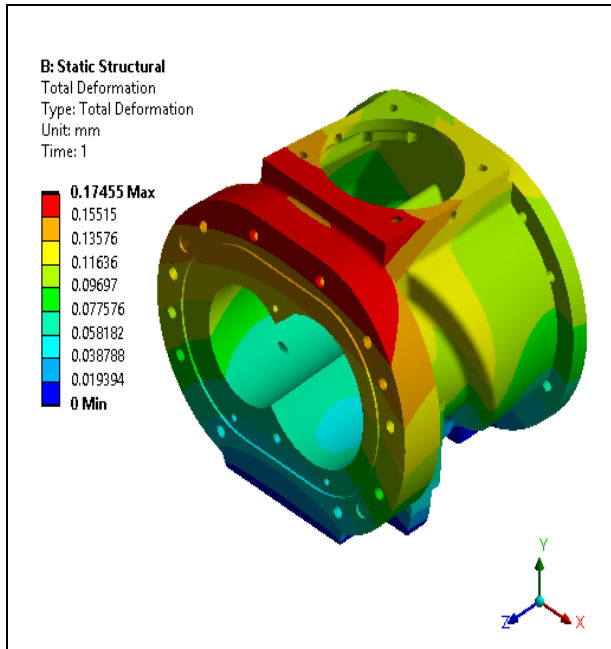 B: Static Structural
Total Deformation
Type: Total Deformation
Unit: mm
Time: 1
0.17455 Max
0.15515
0.13576
0.11636
0.09697
0.077576
0.058182
0.038788
0.019394
0 Min
Y
Z
X